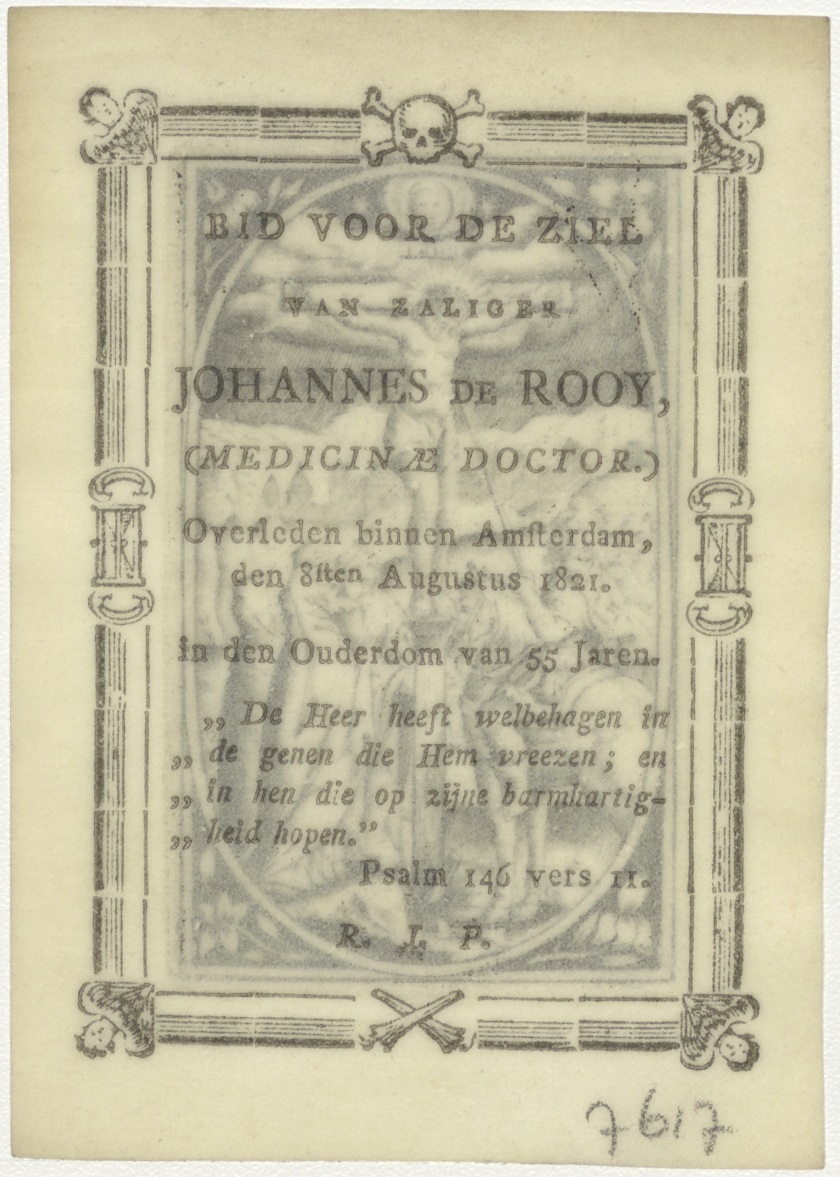 BID VOOR DE ZIEL
VAN ZALIGER
JOHANNES DE ROOY,
(MEDICINÆ DOCTOR.)
Overleden binnen Amſterdam,
den 8ſten Augustus 1821.
in den Ouderdom van 55 Jaren.
„ De Heer heeft welbehagen in
„ de genen die Hem vreezen; en
„ in hen die op zijne barmhartig-
„ heid hopen.”
Psalm 146 vers 11.
R. I. P.
7617